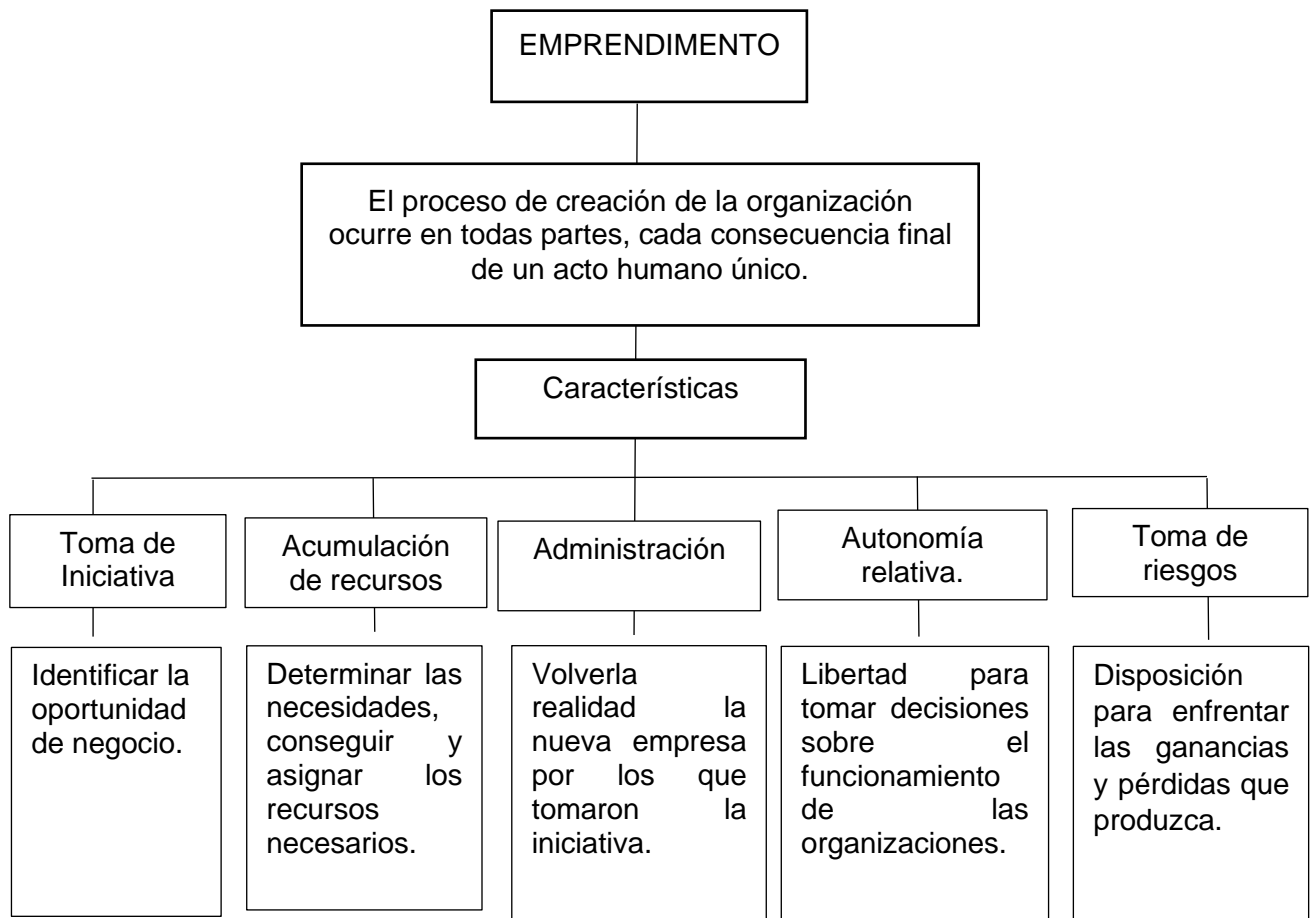 EMPRENDIMENTO
El proceso de creación de la organización
ocurre en todas partes, cada consecuencia final
de un acto humano único.
Características
Toma de
Iniciativa
Acumulación
de recursos
Administración
Autonomía
relativa.
Toma de
riesgos
Identificar la
oportunidad
de negocio.
Determinar las
necesidades,
conseguir y
asignar los
recursos
necesarios.
Volverla
realidad la
nueva empresa
por los que
tomaron la
iniciativa.
Libertad para
tomar decisiones
sobre el
funcionamiento
de las
organizaciones.
Disposición
para enfrentar
las ganancias
y pérdidas que
produzca.